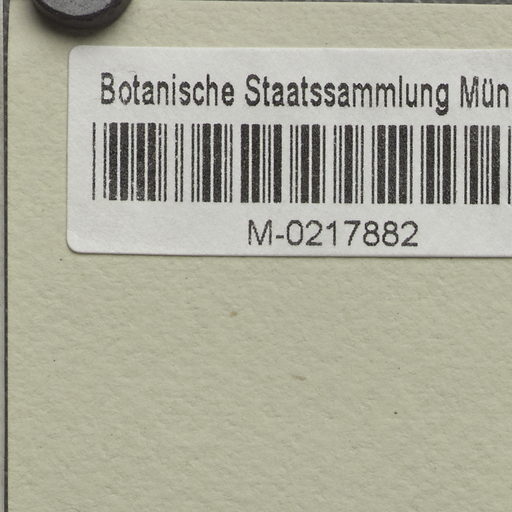 Botanische Staatssammlung Mün
M-0217882